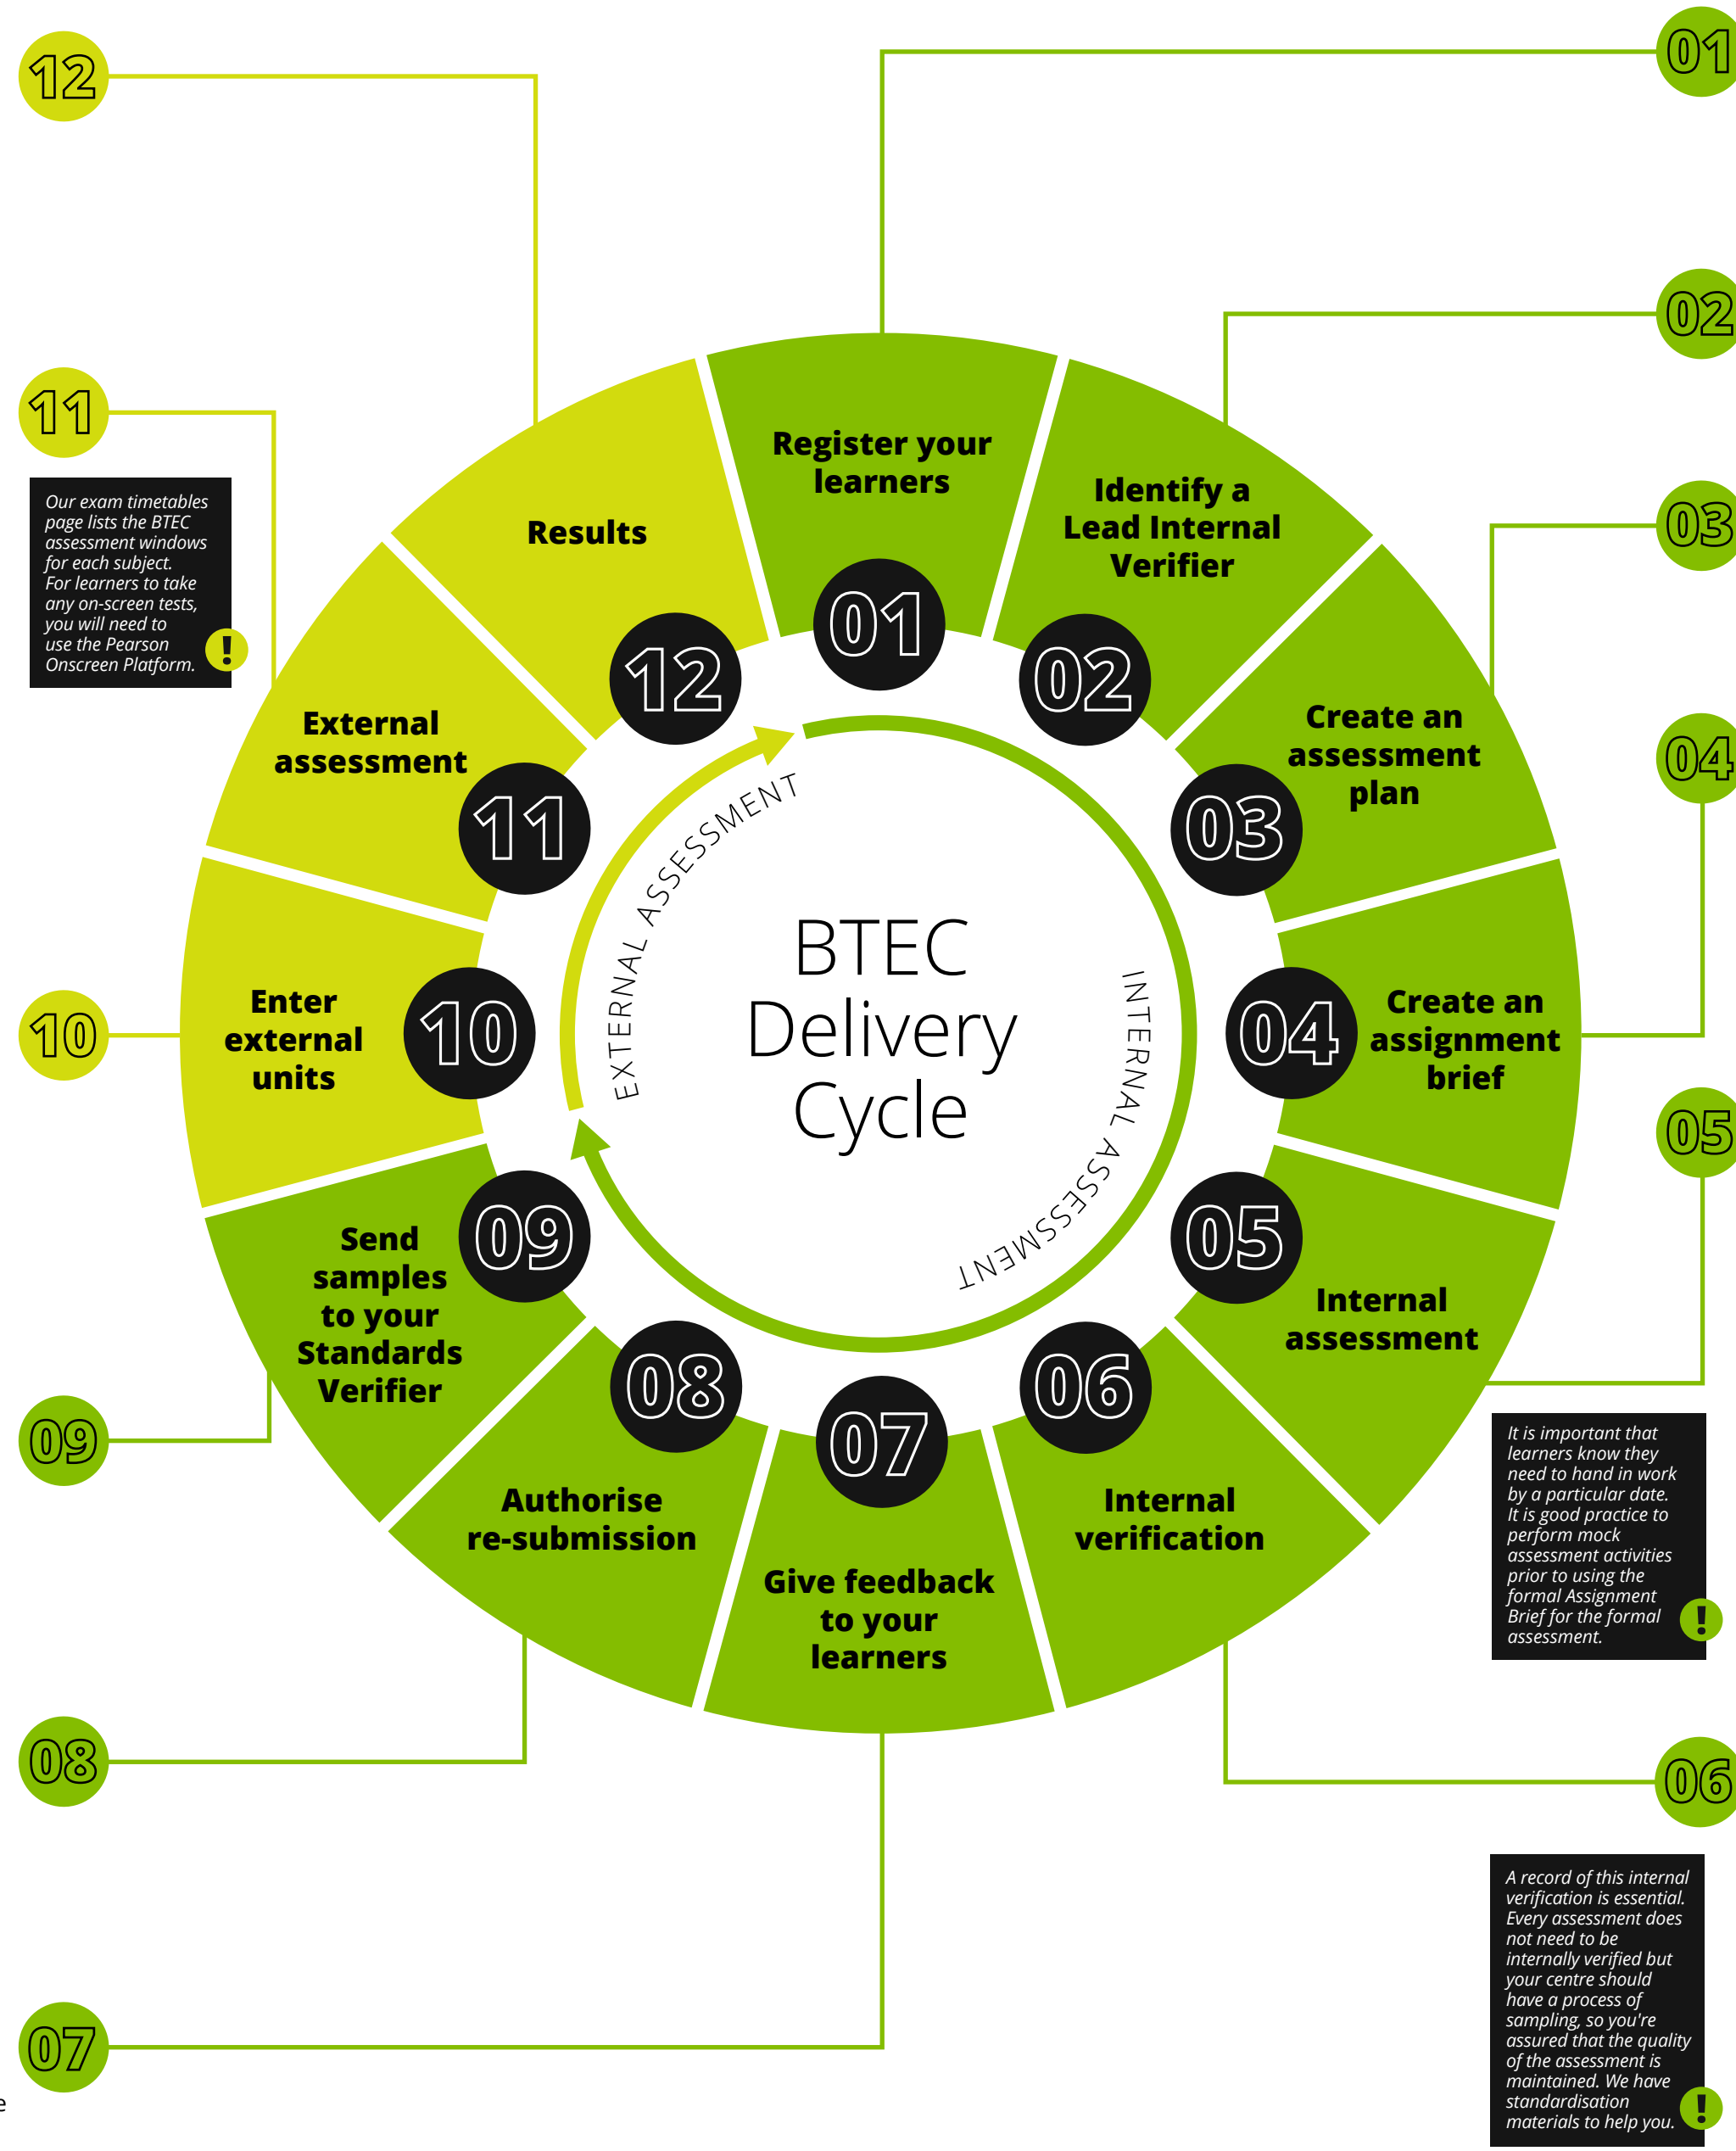 12
01
02
11
Our exam timetables
page lists the BTEC
assessment windows
for each subject.
For learners to take
any on-screen tests,
you will need to
use the Pearson
Onscreen Platform.
!
03
04
10
05
09
It is important that
learners know they
need to hand in work
by a particular date.
It is good practice to
perform mock
assessment activities
prior to using the
formal Assignment
Brief for the formal
assessment.
!
08
06
A record of this internal
verification is essential.
Every assessment does
not need to be
internally verified but
your centre should
have a process of
sampling, so you're
assured that the quality
of the assessment is
maintained. We have
standardisation
materials to help you.
!
07
e
Register your
learners
01
Identify a
Lead Internal
Verifier
02
Create an
assessment
plan
03
Create an
assignment
brief
04
Internal
assessment
05
Internal
verification
06
Give feedback
to your
learners
07
Authorise
re-submission
08
Send
samples
to your
Standards
Verifier
09
Enter
external
units
10
External
assessment
11
Results
12
EXTERNAL ASSESSMENT
INTERNAL ASSESSMENT
BTEC
Delivery
Cycle